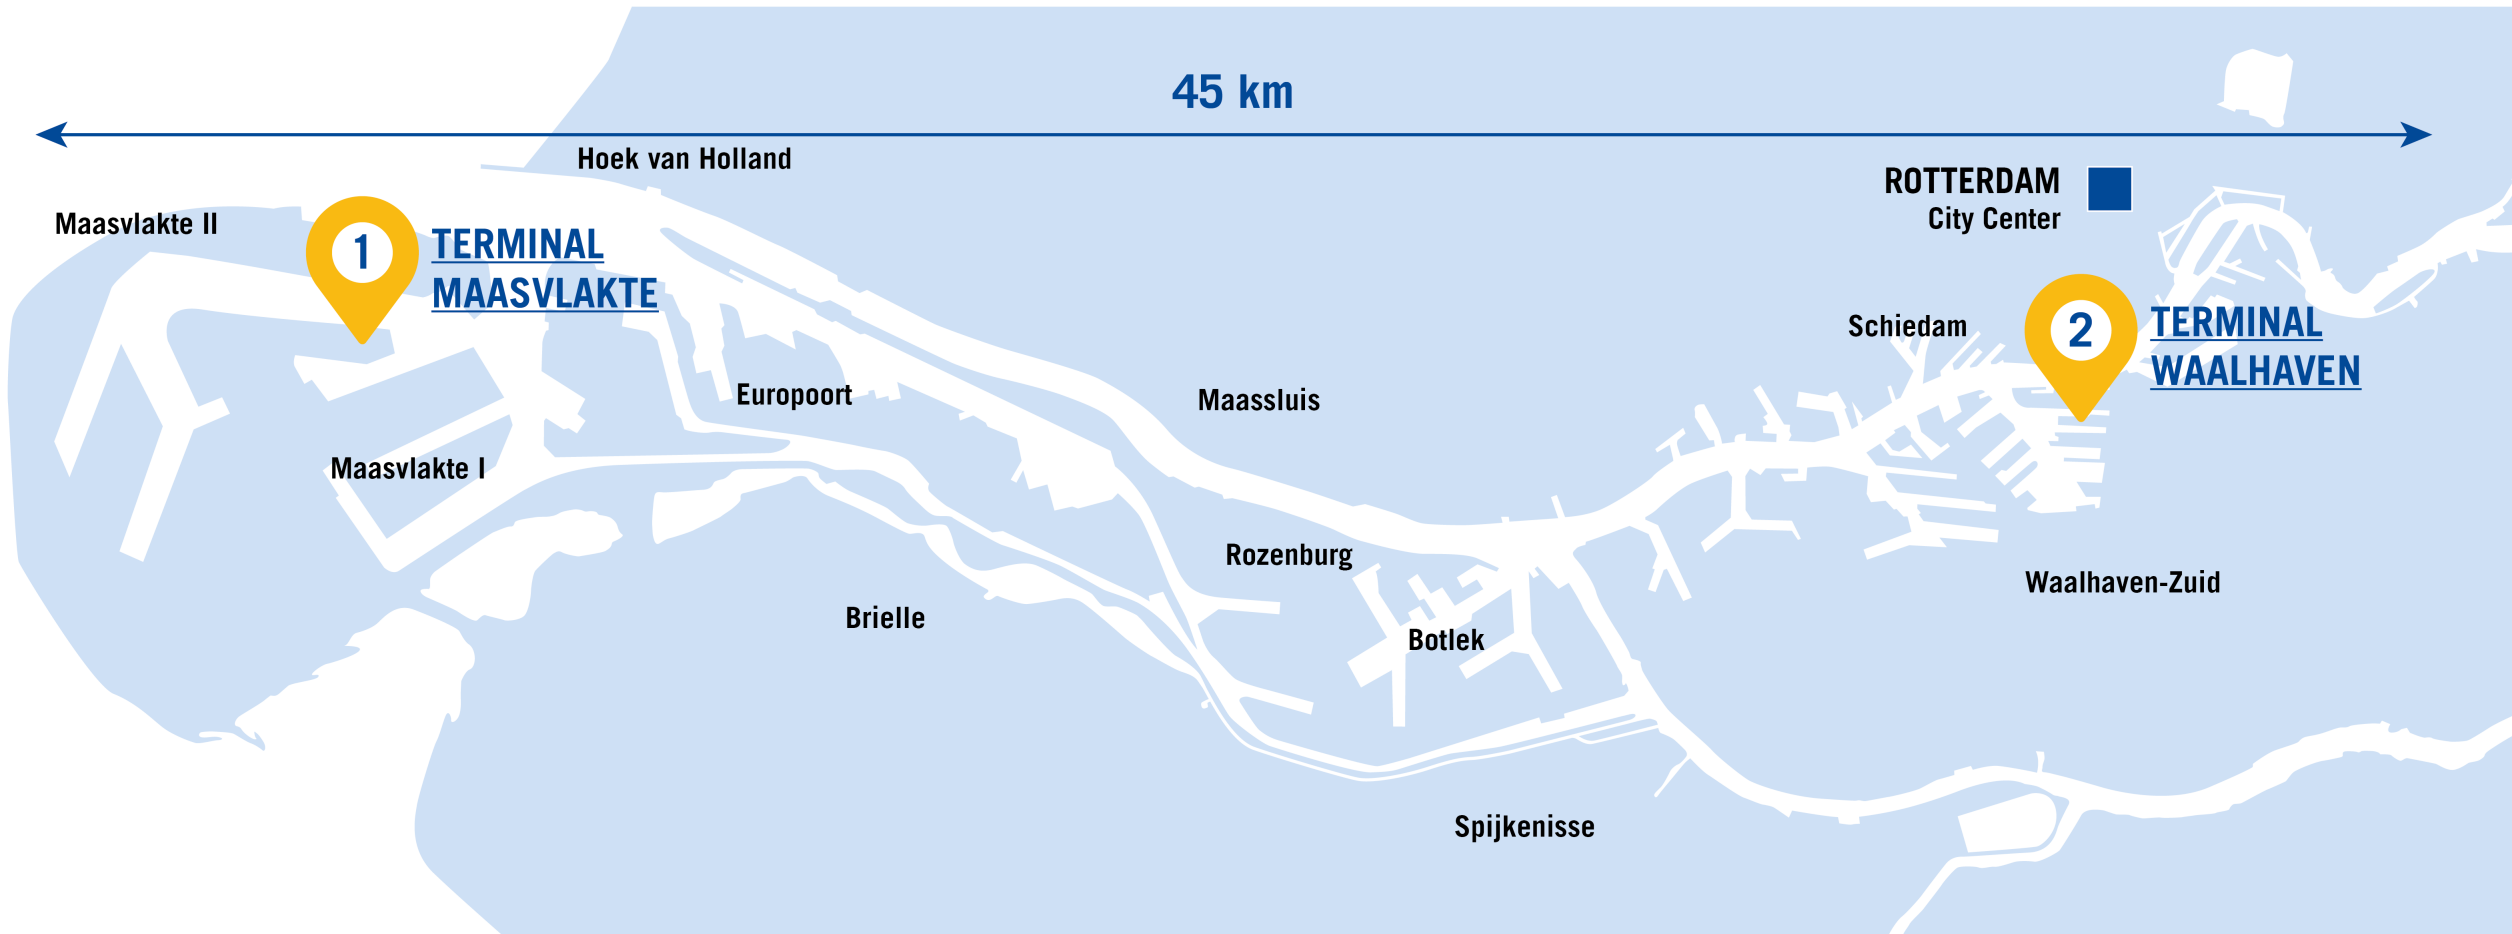 45 km
Hoek van Holland
ROTTERDAM
City Center
Maasvlakte II
1
TERMINAL
MAASVLAKTE
2
TERMINAL
WAALHAVEN
Schiedam
Europoort
Maassluis
Maasvlakte I
Rozenburg
Waalhaven-Zuid
Brielle
Botlek
Spijkenisse